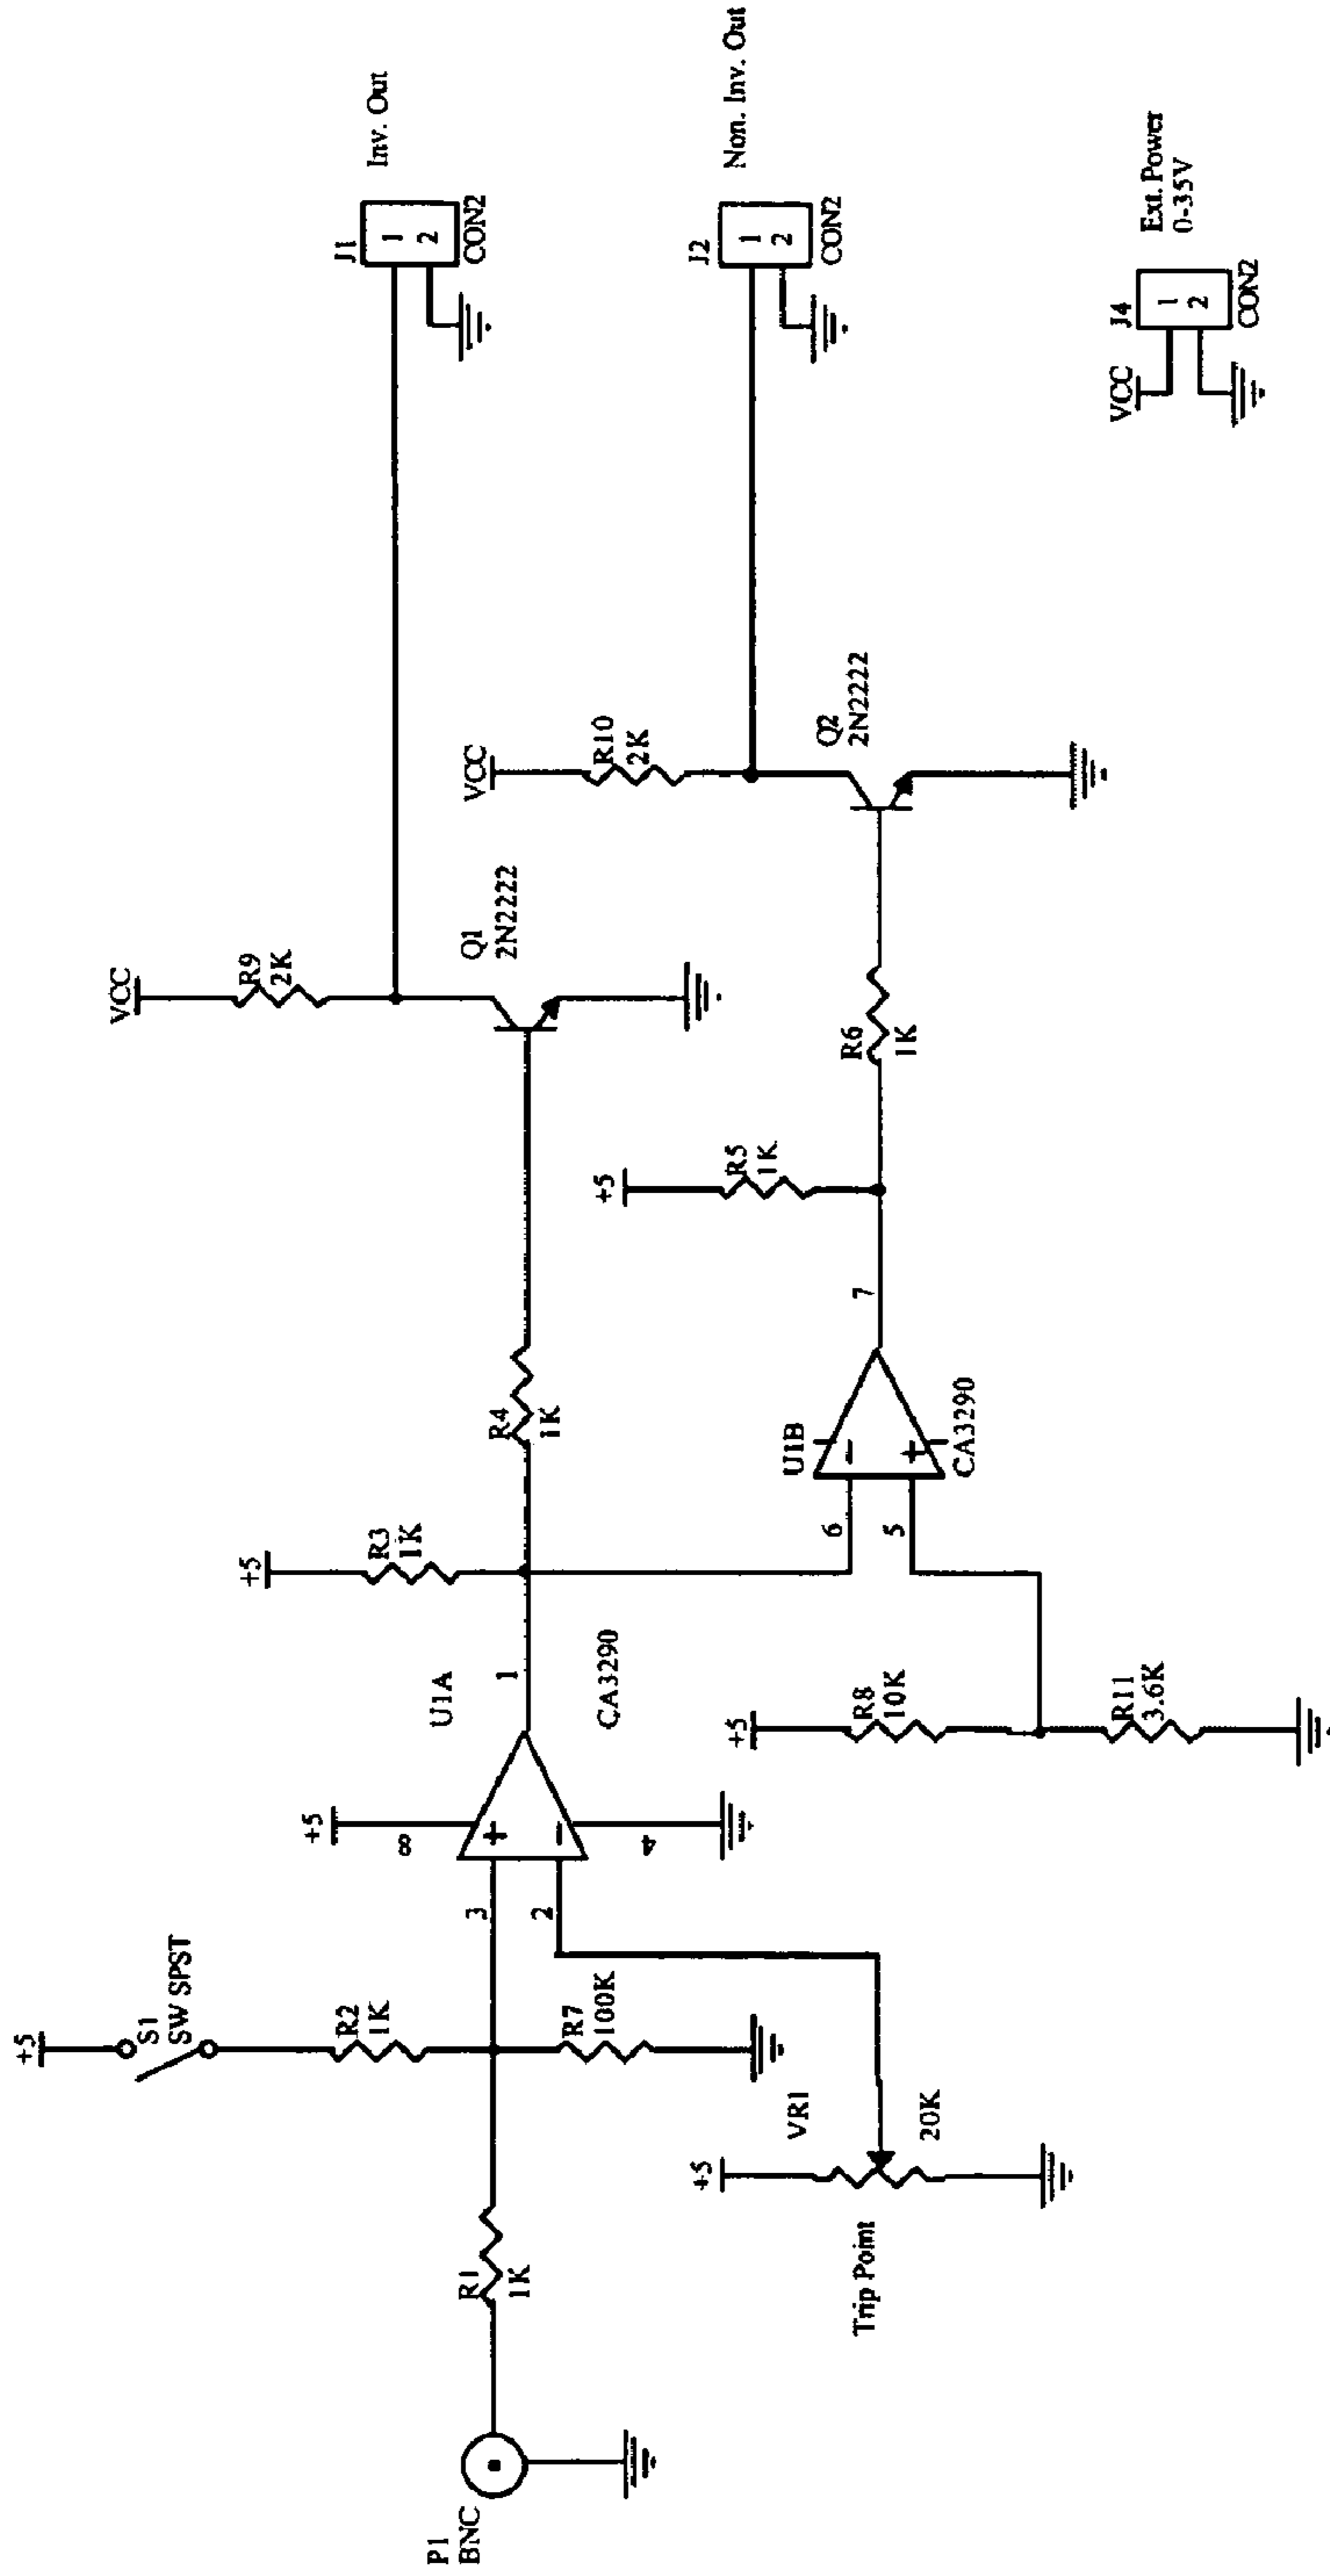 P1
BNC
R1
1K
+5
S1
SW SPST
R2
1K
R7
100K
+5
VR1
20K
Trip Point
3
2
+5
8
4
U1A
1
CA3290
+5
R8
10K
R11
3.6K
+5
R3
1K
R4
1K
6
5
U1B
CA3290
7
+5
R5
1K
R6
1K
VCC
R9
2K
Q1
2N2222
VCC
R10
2K
Q2
2N2222
J1
1
2
CON2
Inv. Out
J2
1
2
CON2
Non. Inv. Out
VCC
J4
1
2
CON2
Ext. Power
0-35V